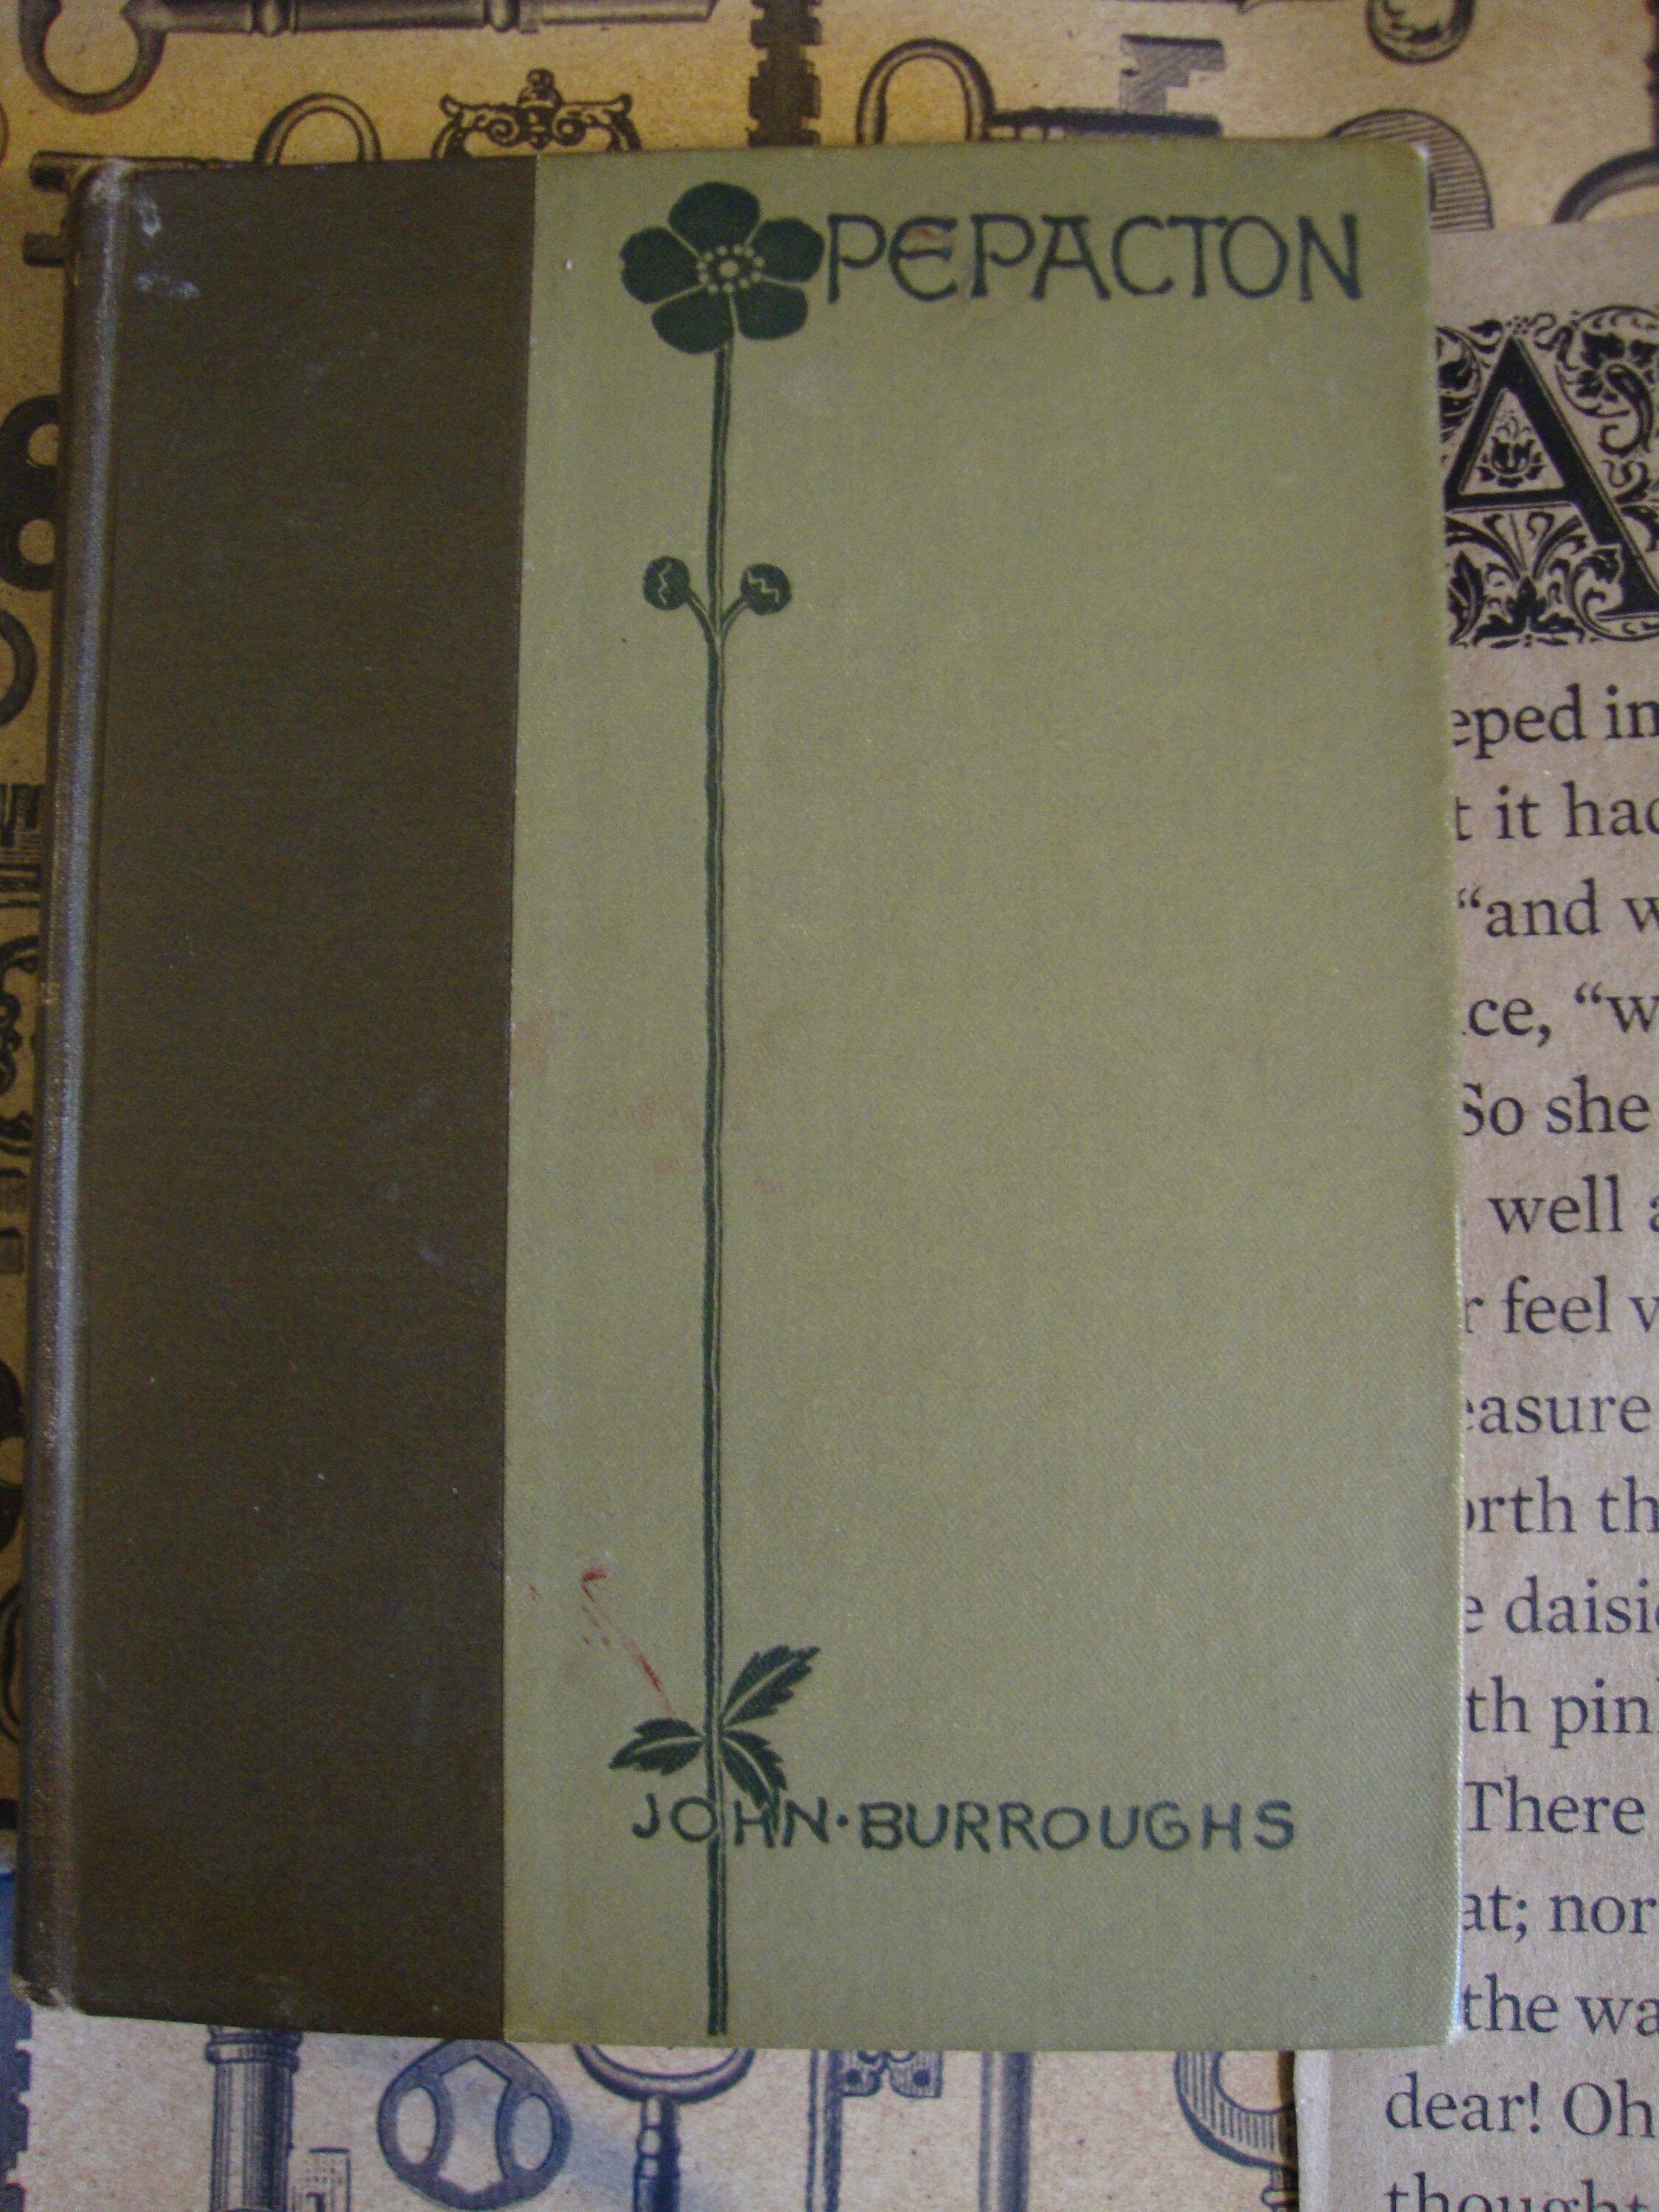 PEPACTON
JOHN·BURROUGHS
A
eped in
t it had
“and w
ce, “w
So she
well a
r feel v
easure
orth th
e daisi
th pin
There
at; nor
the wa
dear! Oh
thought